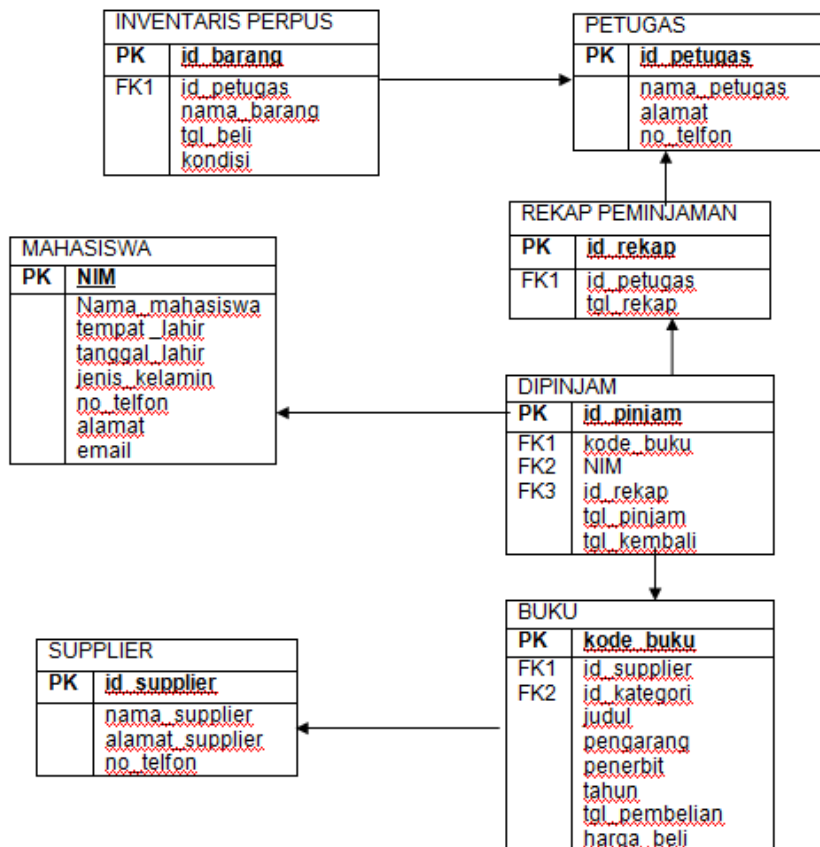 INVENTARIS PERPUS
PK id_barang
FK1 id_petugas
nama_barang
tgl_beli
kondisi
PETUGAS
PK id_petugas
nama_petugas
alamat
no_telfon
REKAP PEMINJAMAN
PK id_rekap
FK1 id_petugas
tgl_rekap
MAHASISWA
PK NIM
Nama_mahasiswa
tempat_lahir
tanggal_lahir
jenis_kelamin
no_telfon
alamat
email
DIPINJAM
PK id_pinjam
FK1 kode_buku
FK2 NIM
FK3 id_rekap
tgl_pinjam
tgl_kembali
SUPPLIER
PK id_supplier
nama_supplier
alamat_supplier
no_telfon
BUKU
PK kode_buku
FK1 id_supplier
FK2 id_kategori
judul
pengarang
penerbit
tahun
tgl_pembelian
harga_beli